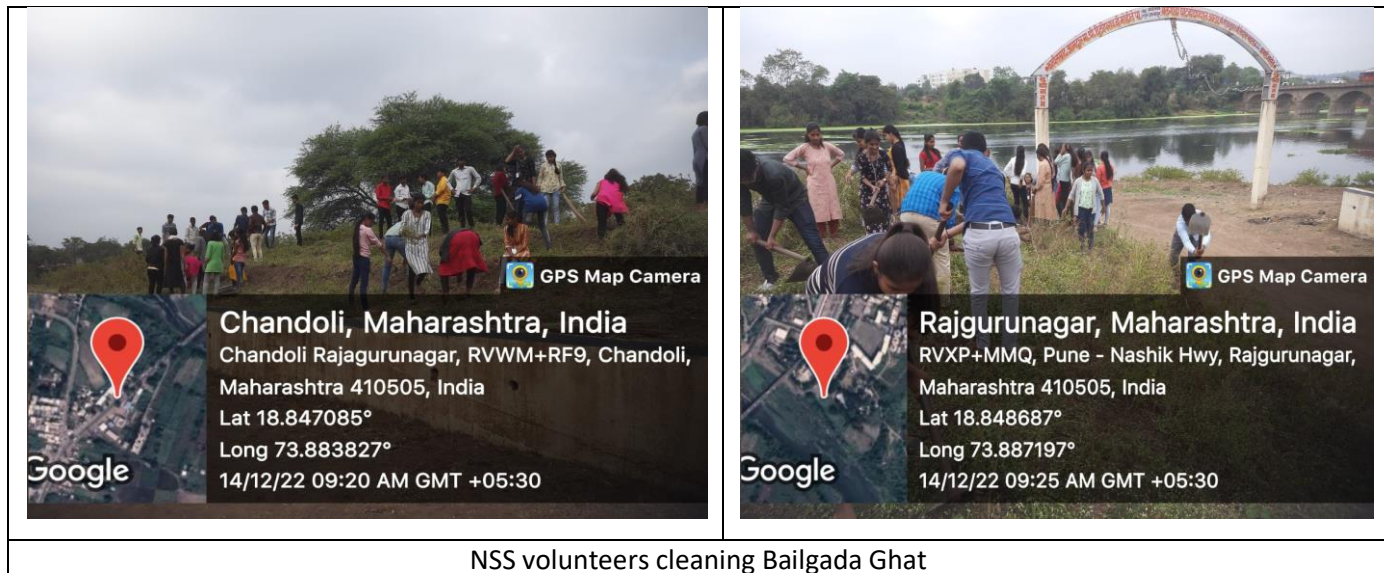 GPS Map Camera
Chandoli, Maharashtra, India
Chandoli Rajagurunagar, RVWM+RF9, Chandoli,
Maharashtra 410505, India
Lat 18.847085°
Long 73.883827°
14/12/22 09:20 AM GMT +05:30
Google
GPS Map Camera
Rajgurunagar, Maharashtra, India
RVXP+MMQ, Pune - Nashik Hwy, Rajgurunagar,
Maharashtra 410505, India
Lat 18.848687°
Long 73.887197°
14/12/22 09:25 AM GMT +05:30
Google
NSS volunteers cleaning Bailgada Ghat